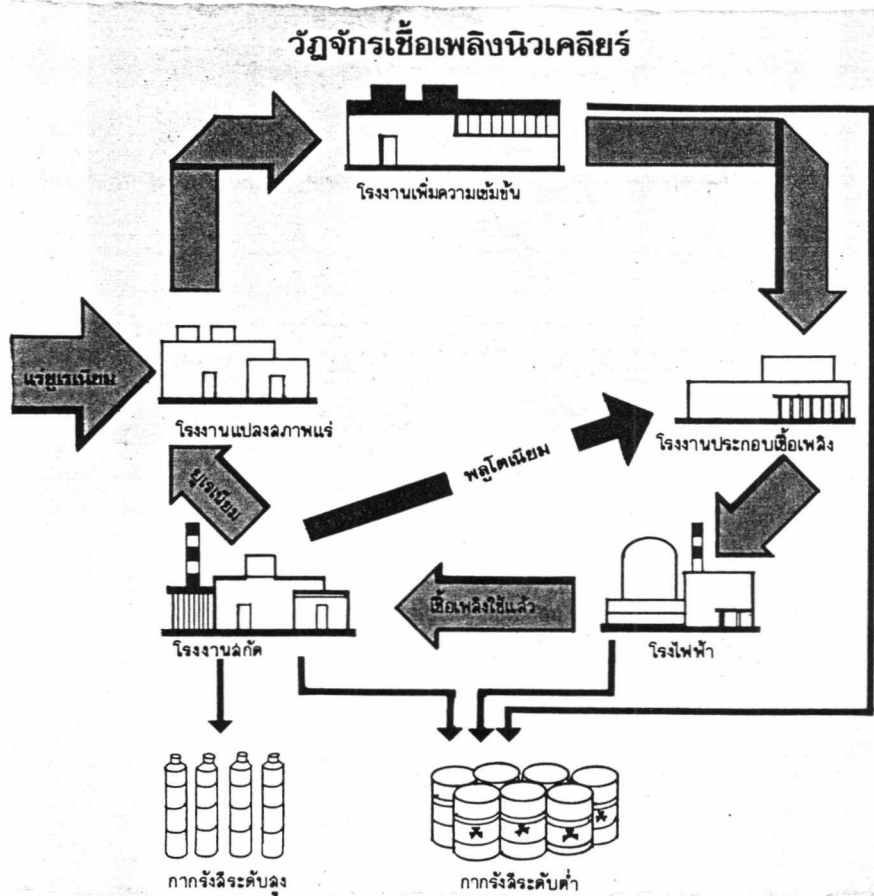 วัฎจักรเชื้อเพลิงนิวเคลียร์
โรงงานเพิ่มความเข้มข้น
แร่ยูเรเนียม
โรงงานแปลงสภาพแร่
โรงงานประกอบเชื้อเพลิง
พลูโตเนียม
ยูเรเนียม
เชื้อเพลิงใช้แล้ว
โรงงานสกัด
โรงไฟฟ้า
กากรังสีระดับสูง
กากรังสีระดับต่ำ